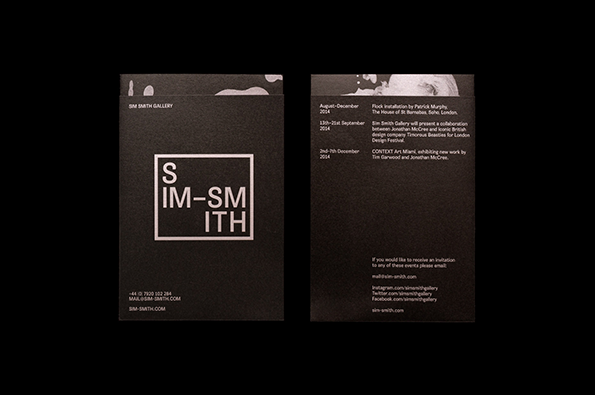 SIM SMITH GALLERY
S
IM–SM
ITH
+44 (0) 7920 102 284
MAIL@SIM-SMITH.COM
SIM-SMITH.COM
August–December
2014
Flock installation by Patrick Murphy.
The House of St Barnabas, Soho, London.
13th–21st September
2014
Sim Smith Gallery will present a collaboration
between Jonathan McCree and iconic British
design company Timorous Beasties for London
Design Festival.
2nd–7th December
2014
CONTEXT Art Miami, exhibiting new work by
Tim Garwood and Jonathan McCree.
If you would like to receive an invitation
to any of these events please email:
mail@sim-smith.com
Instagram.com/simsmithgallery
Twitter.com/simsmithgallery
Facebook.com/simsmithgallery
sim-smith.com